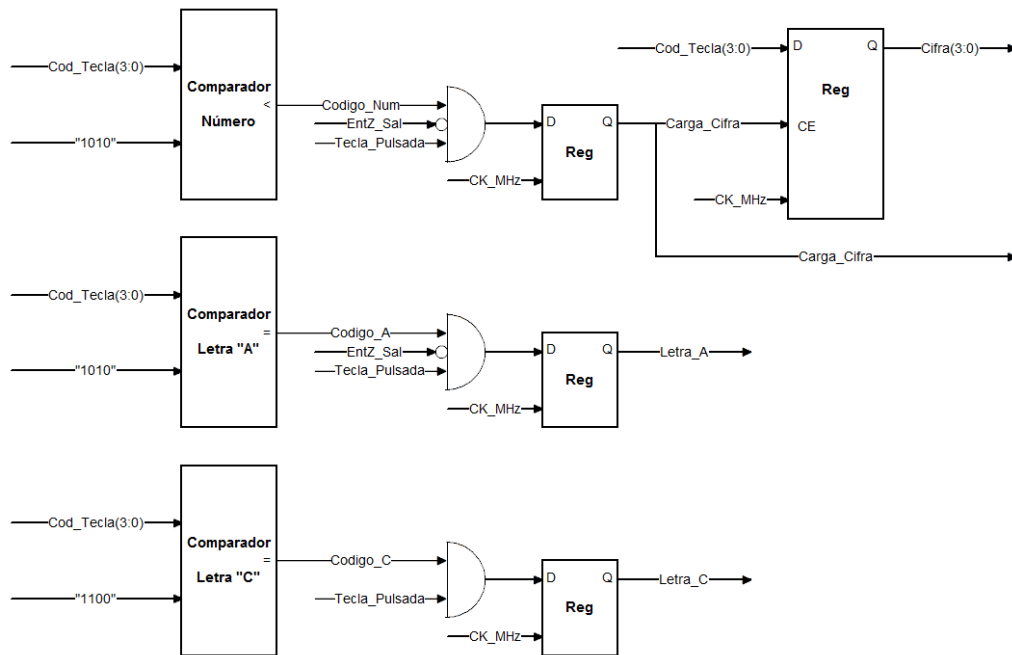 Cod_Tecla(3:0)
"1010"
Comparador
<
Número
Codigo_Num
EntZ_Sal
Tecla_Pulsada
CK_MHz
D
Q
Reg
Carga_Cifra
Cod_Tecla(3:0)
D
Q
Reg
CE
CK_MHz
Cifra(3:0)
Carga_Cifra
Cod_Tecla(3:0)
"1010"
Comparador
=
Letra "A"
Codigo_A
EntZ_Sal
Tecla_Pulsada
CK_MHz
D
Q
Reg
Letra_A
Cod_Tecla(3:0)
"1100"
Comparador
=
Letra "C"
Codigo_C
Tecla_Pulsada
CK_MHz
D
Q
Reg
Letra_C